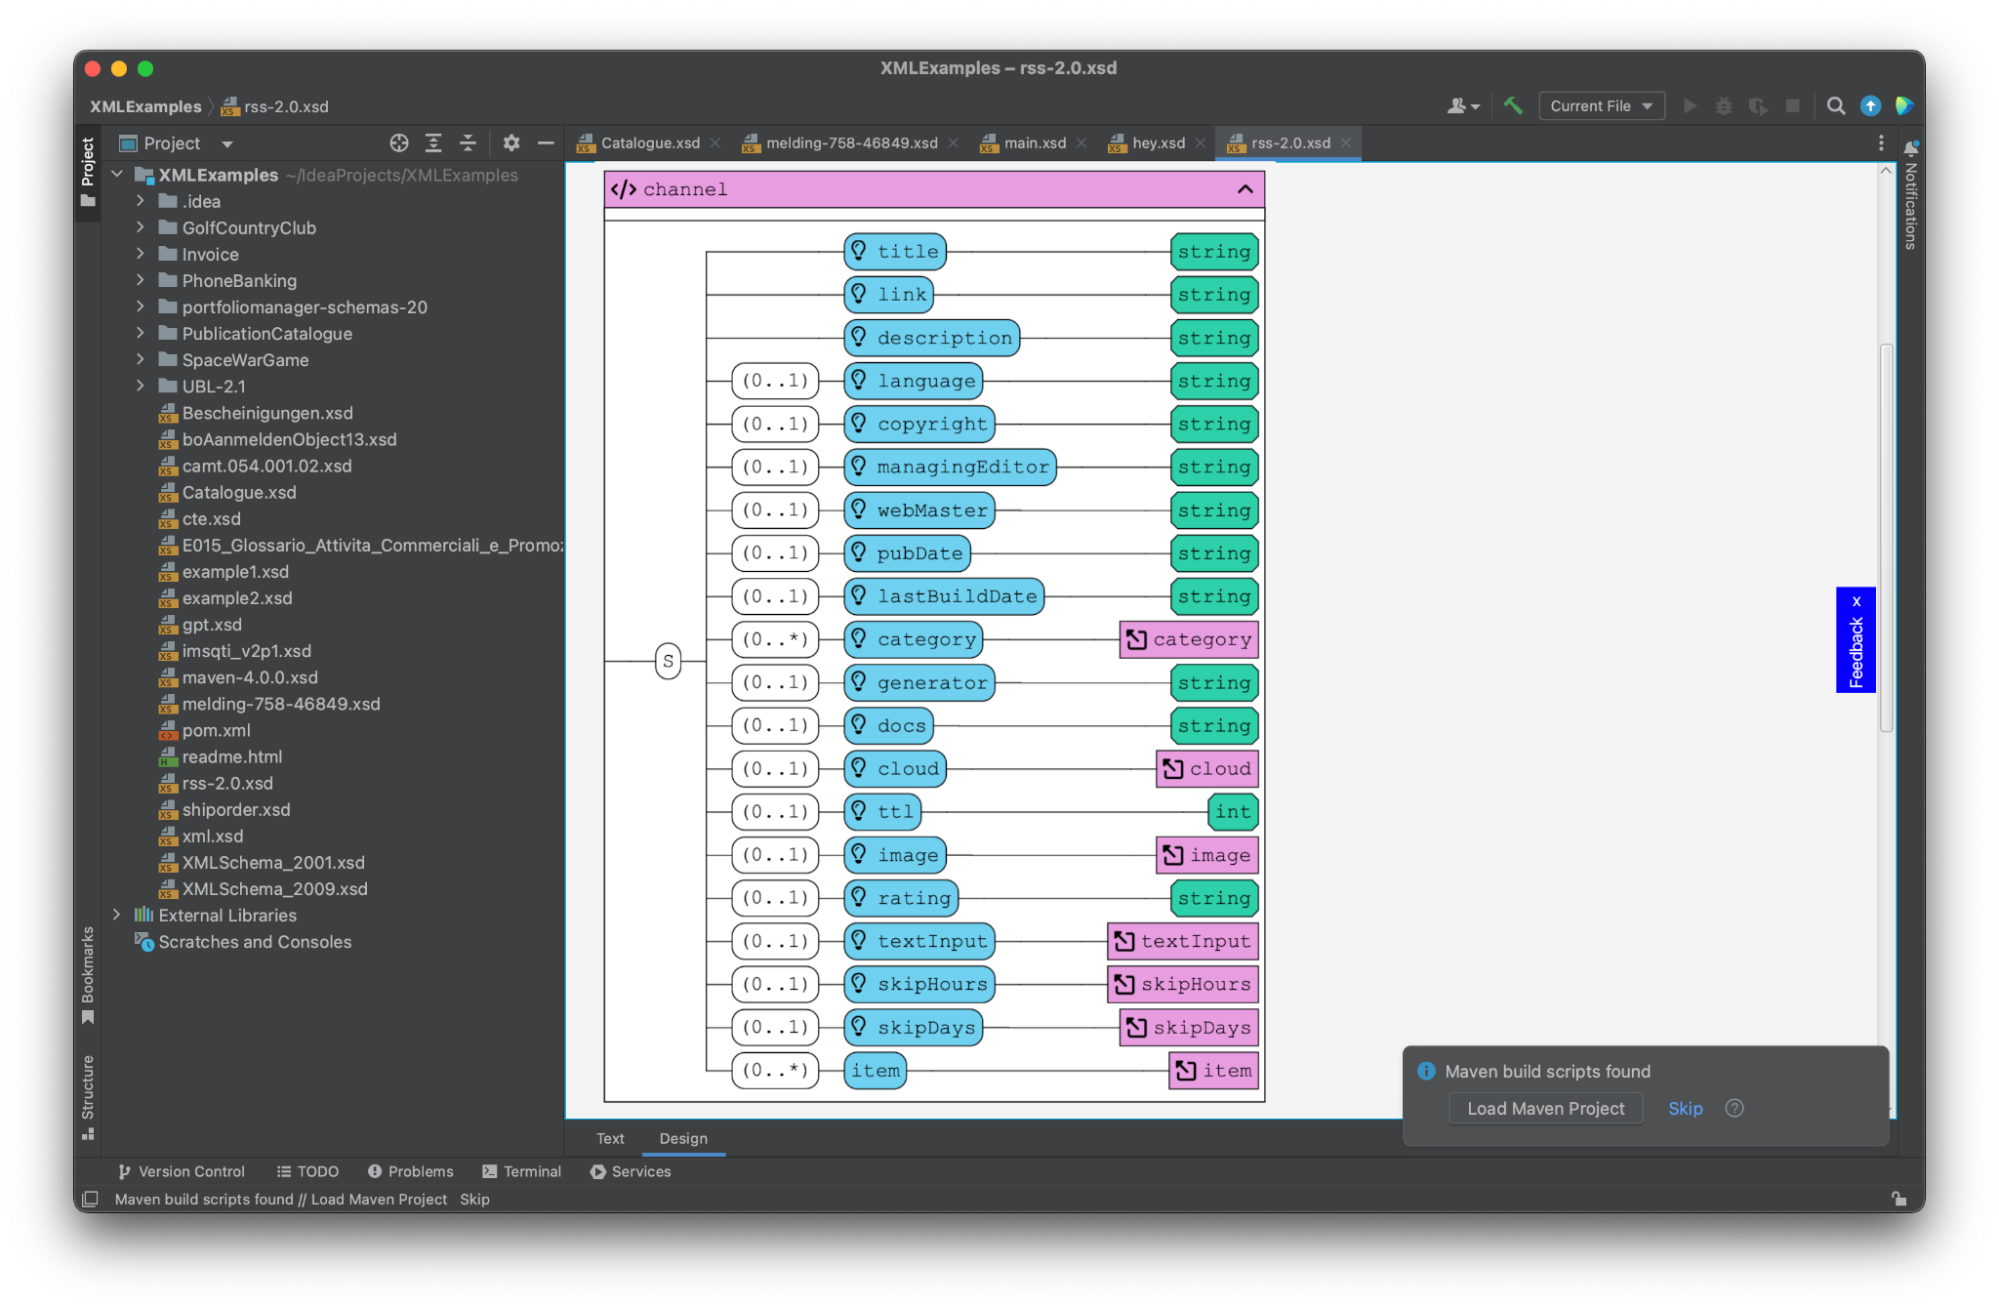 XMLExamples – rss-2.0.xsd
XMLExamples
rss-2.0.xsd
Current File
Project
Project
Catalogue.xsd
melding-758-46849.xsd
main.xsd
hey.xsd
rss-2.0.xsd
Notifications
XMLExamples ~/IdeaProjects/XMLExamples
.idea
GolfCountryClub
Invoice
PhoneBanking
portfoliomanager-schemas-20
PublicationCatalogue
SpaceWarGame
UBL-2.1
Bescheinigungen.xsd
boAanmeldenObject13.xsd
camt.054.001.02.xsd
Catalogue.xsd
cte.xsd
E015_Glossario_Attivita_Commerciali_e_Promoz
example1.xsd
example2.xsd
gpt.xsd
imsqti_v2p1.xsd
maven-4.0.0.xsd
melding-758-46849.xsd
pom.xml
readme.html
rss-2.0.xsd
shiporder.xsd
xml.xsd
XMLSchema_2001.xsd
XMLSchema_2009.xsd
External Libraries
Scratches and Consoles
Bookmarks
Structure
</> channel
S
title string
link string
description string
(0..1) language string
(0..1) copyright string
(0..1) managingEditor string
(0..1) webMaster string
(0..1) pubDate string
(0..1) lastBuildDate string
(0..*) category category
(0..1) generator string
(0..1) docs string
(0..1) cloud cloud
(0..1) ttl int
(0..1) image image
(0..1) rating string
(0..1) textInput textInput
(0..1) skipHours skipHours
(0..1) skipDays skipDays
(0..*) item item
Feedback x
Maven build scripts found
Load Maven Project Skip ?
Text Design
Version Control TODO Problems Terminal Services
Maven build scripts found // Load Maven Project Skip